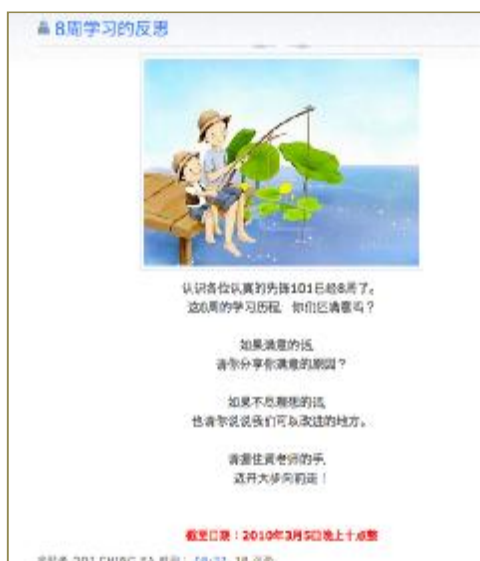 8周学习的反思
认识各位认真的先锋101已经8周了。
这8周的学习历程，你们还满意吗？
如果满意的话，
请你分享你满意的原因？
如果不尽理想的话，
也请你说说我们可以改进的地方。
请握住黄老师的手，
迈开大步向前走！
截至日期：2010年3月5日晚上十点整